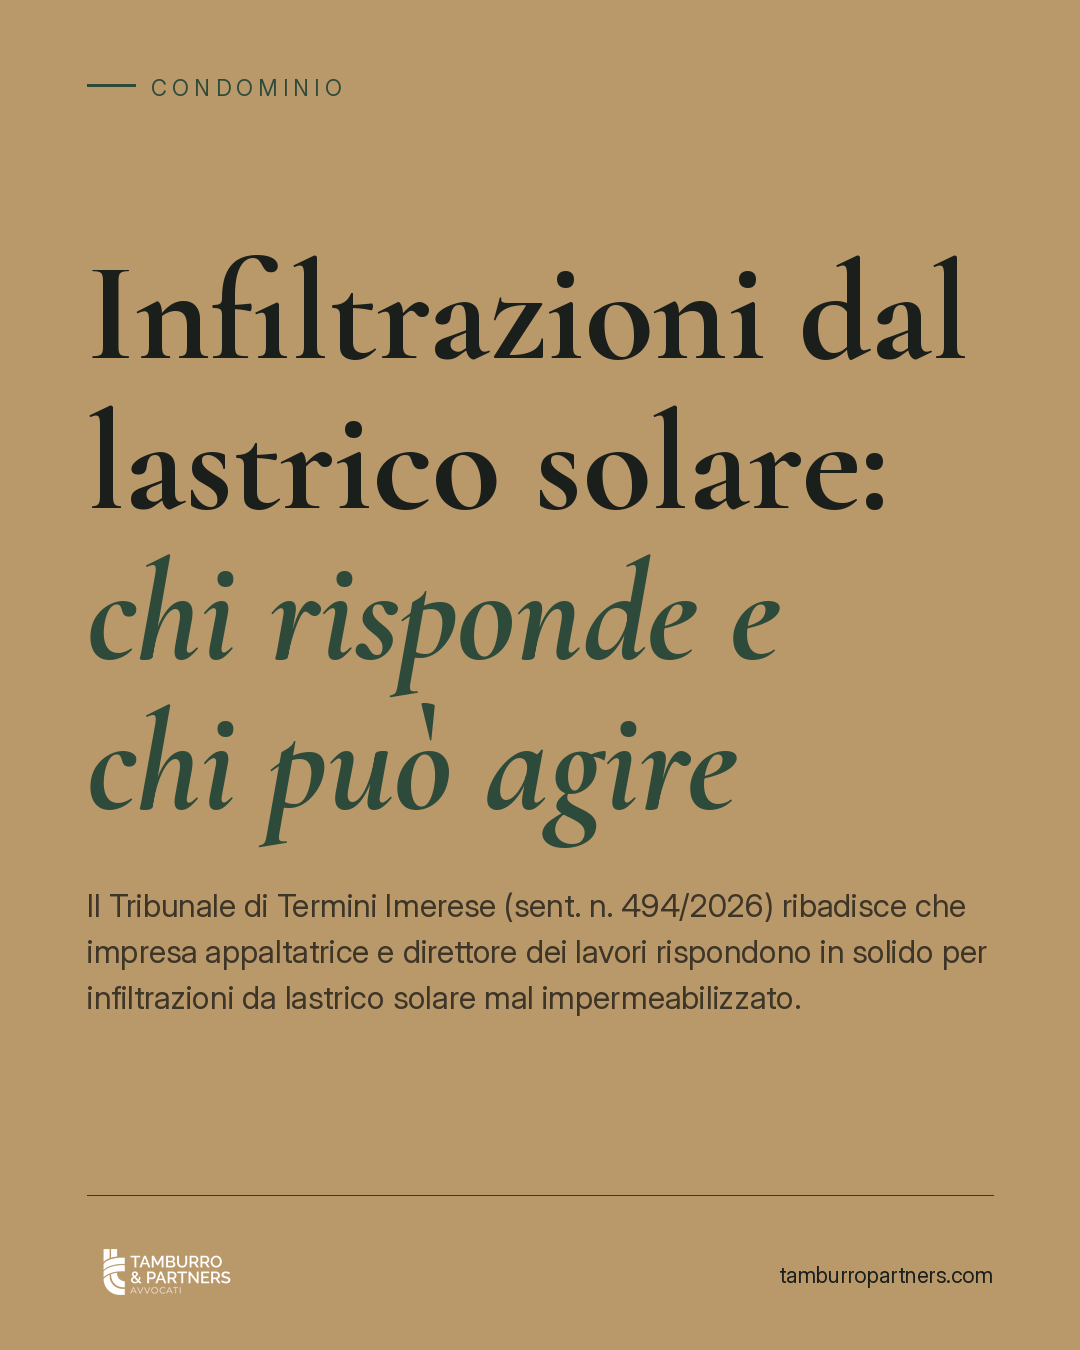 CONDOMINIO
Infiltrazioni dal
lastrico solare:
chi risponde e
chi può agire
Il Tribunale di Termini Imerese (sent. n. 494/2026) ribadisce che
impresa appaltatrice e direttore dei lavori rispondono in solido per
infiltrazioni da lastrico solare mal impermeabilizzato.
TAMBURRO
& PARTNERS
AVVOCATI
tamburropartners.com